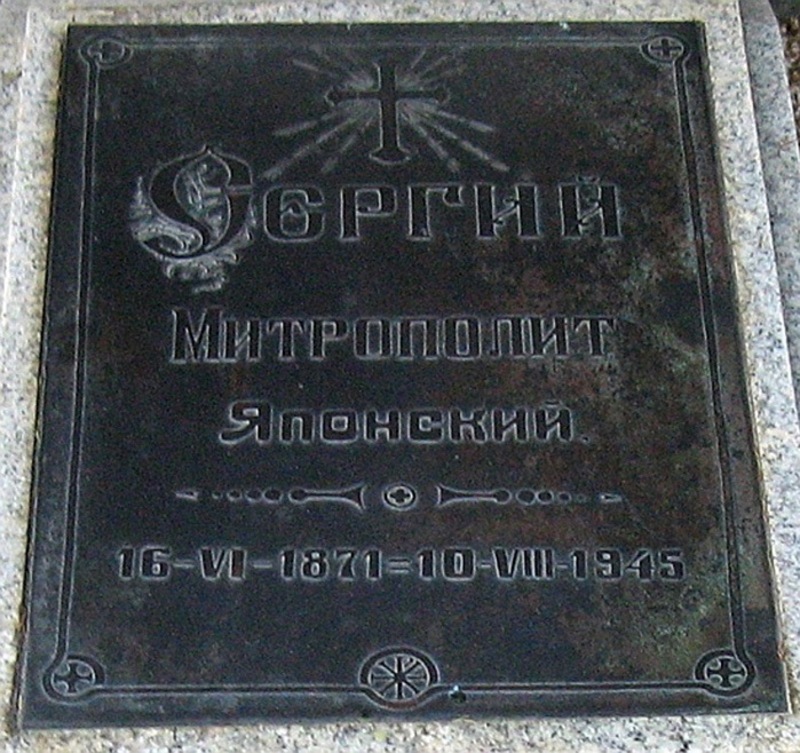 Сергий
Митрополит
Японский.
16-VI-1871=10-VIII-1945